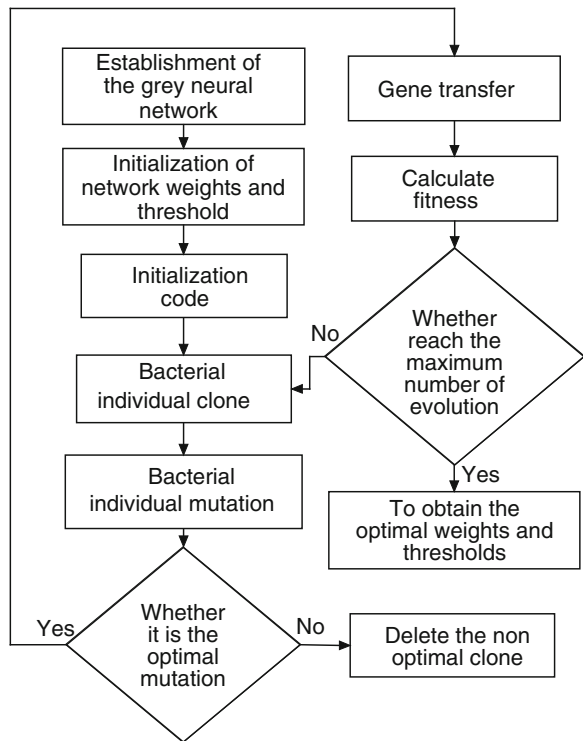 Establishment of
the grey neural
network
Initialization of
network weights and
threshold
Initialization
code
Bacterial
individual clone
Bacterial
individual mutation
Whether
it is the
optimal
mutation
Yes
No
Delete the non
optimal clone
Gene transfer
Calculate
fitness
Whether
reach the
maximum
number of
evolution
No
Yes
To obtain the
optimal weights and
thresholds